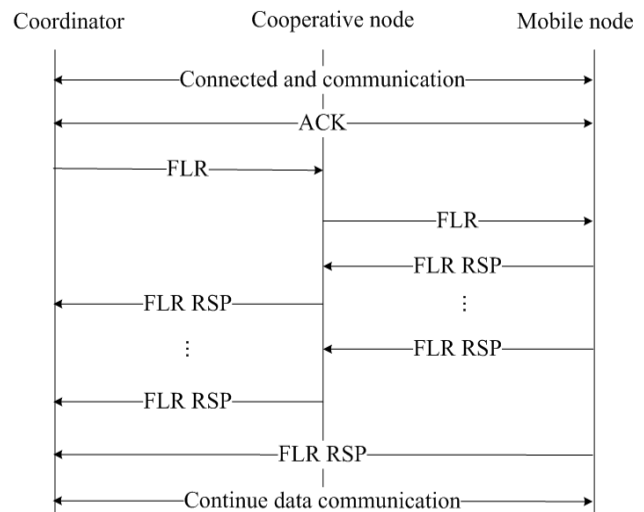 Coordinator Cooperative node Mobile node
Connected and communication
ACK
FLR
FLR
FLR RSP
FLR RSP
FLR RSP
FLR RSP
FLR RSP
Continue data communication